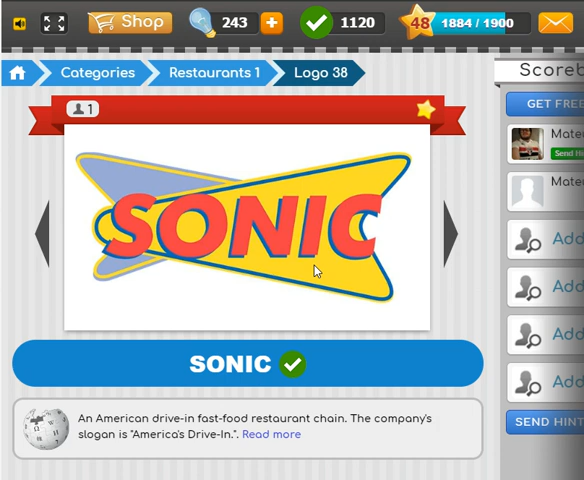 Shop
243
+
1120
48
1884 / 1900
Categories
Restaurants 1
Logo 38
Scoreb
1
GET FREE
Mate
Send Hi
SONIC
Mate
Add
Add
Add
Add
SONIC
An American drive-in fast-food restaurant chain. The company's
slogan is "America's Drive-In.". Read more
SEND HINT